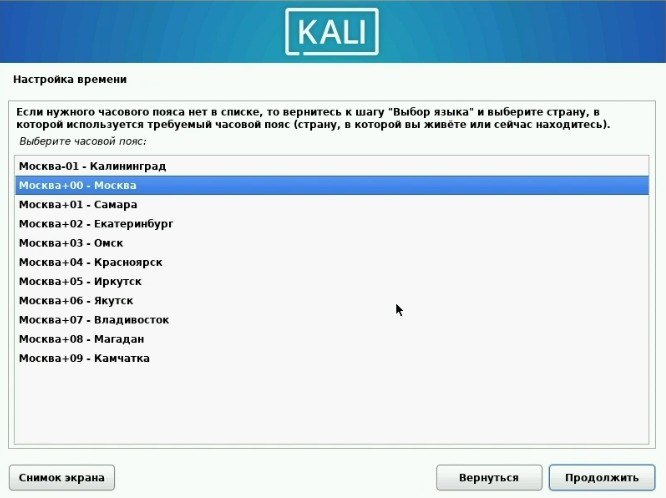 KALI
Настройка времени
Если нужного часового пояса нет в списке, то вернитесь к шагу "Выбор языка" и выберите страну, в
которой используется требуемый часовой пояс (страну, в которой вы живёте или сейчас находитесь).
Выберите часовой пояс:
Москва-01 - Калининград
Москва+00 - Москва
Москва+01 - Самара
Москва+02 - Екатеринбург
Москва+03 - Омск
Москва+04 - Красноярск
Москва+05 - Иркутск
Москва+06 - Якутск
Москва+07 - Владивосток
Москва+08 - Магадан
Москва+09 - Камчатка
Снимок экрана
Вернуться
Продолжить